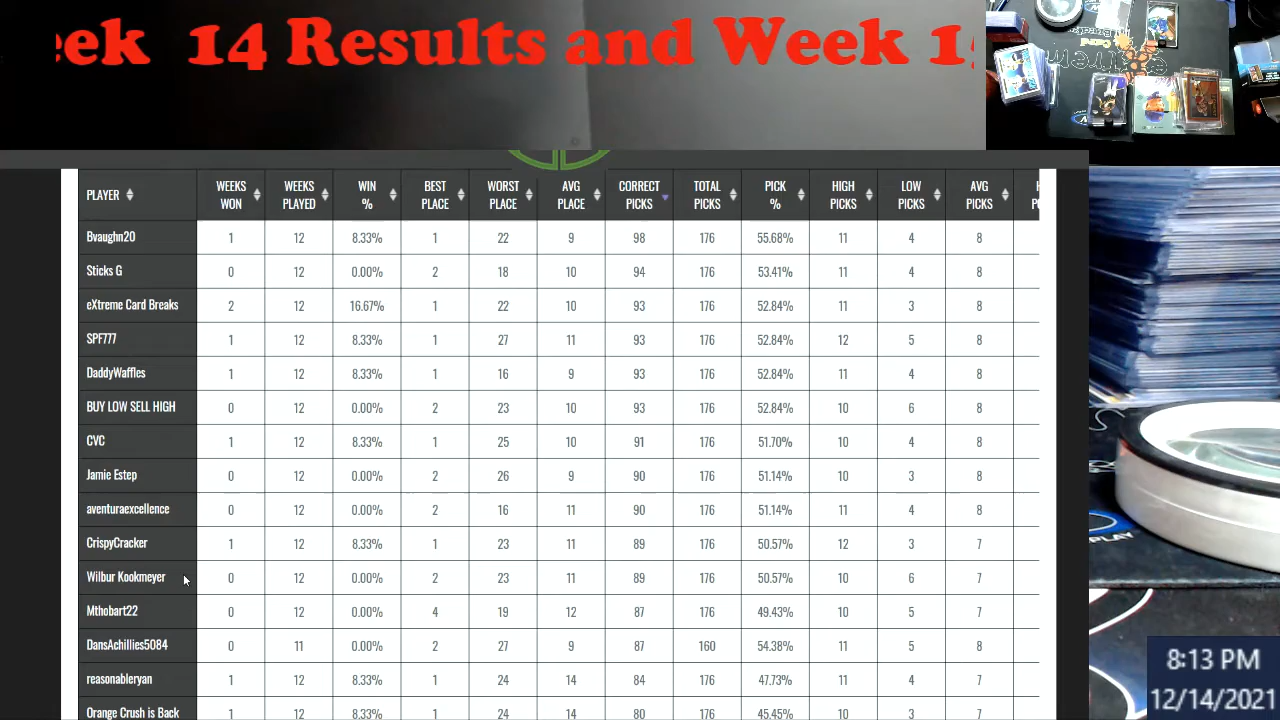 eek 14 Results and Week 15
PLAYER WEEKS WON WEEKS PLAYED WIN % BEST PLACE WORST PLACE AVG PLACE CORRECT PICKS TOTAL PICKS PICK % HIGH PICKS LOW PICKS AVG PICKS
Bvaughn20 1 12 8.33% 1 22 9 98 176 55.68% 11 4 8
Sticks G 0 12 0.00% 2 18 10 94 176 53.41% 11 4 8
eXtreme Card Breaks 2 12 16.67% 1 22 10 93 176 52.84% 11 3 8
SPF777 1 12 8.33% 1 27 11 93 176 52.84% 12 5 8
DaddyWaffles 1 12 8.33% 1 16 9 93 176 52.84% 11 4 8
BUY LOW SELL HIGH 0 12 0.00% 2 23 10 93 176 52.84% 10 6 8
CVC 1 12 8.33% 1 25 10 91 176 51.70% 10 4 8
Jamie Estep 0 12 0.00% 2 26 9 90 176 51.14% 10 3 8
aventuraexcellence 0 12 0.00% 2 16 11 90 176 51.14% 11 4 8
CrispyCracker 1 12 8.33% 1 23 11 89 176 50.57% 12 3 7
Wilbur Kookmeyer 0 12 0.00% 2 23 11 89 176 50.57% 10 6 7
Mthobart22 0 12 0.00% 4 19 12 87 176 49.43% 10 5 7
DansAchillies5084 0 11 0.00% 2 27 9 87 160 54.38% 11 5 8
reasonableryan 1 12 8.33% 1 24 14 84 176 47.73% 11 4 7
Orange Crush is Back 1 12 8.33% 1 24 14 80 176 45.45% 10 3 7
PLAY
8:13 PM
12/14/2021